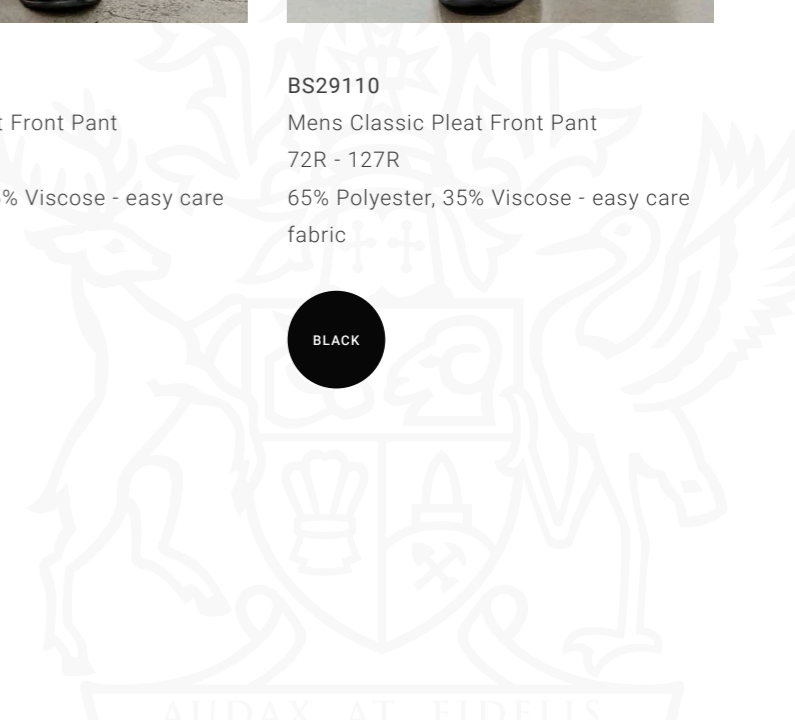 t Front Pant
% Viscose - easy care
BS29110
Mens Classic Pleat Front Pant
72R - 127R
65% Polyester, 35% Viscose - easy care
fabric
BLACK
AUDAX AT FIDELIS